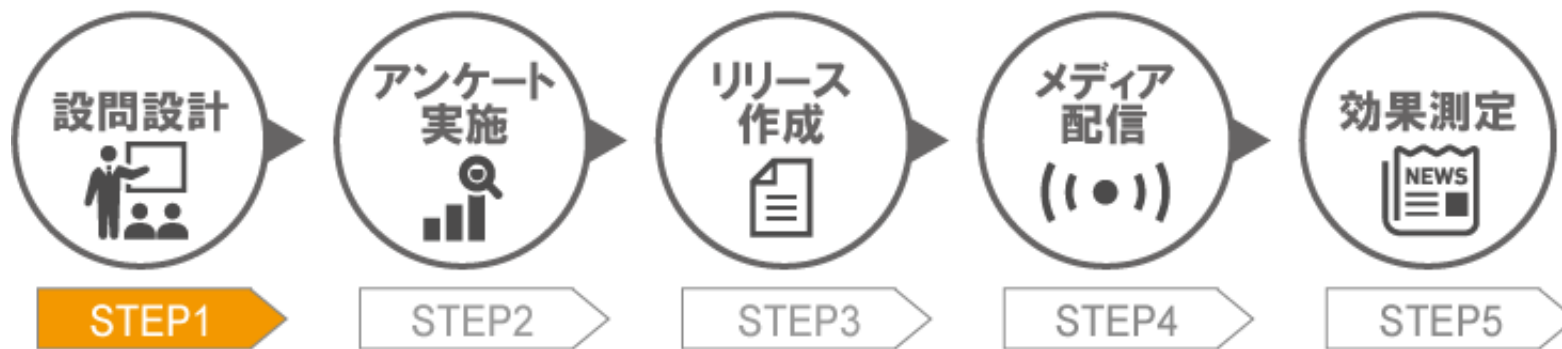 設問設計
アンケート
実施
リリース
作成
メディア
配信
効果測定
NEWS
STEP1
STEP2
STEP3
STEP4
STEP5